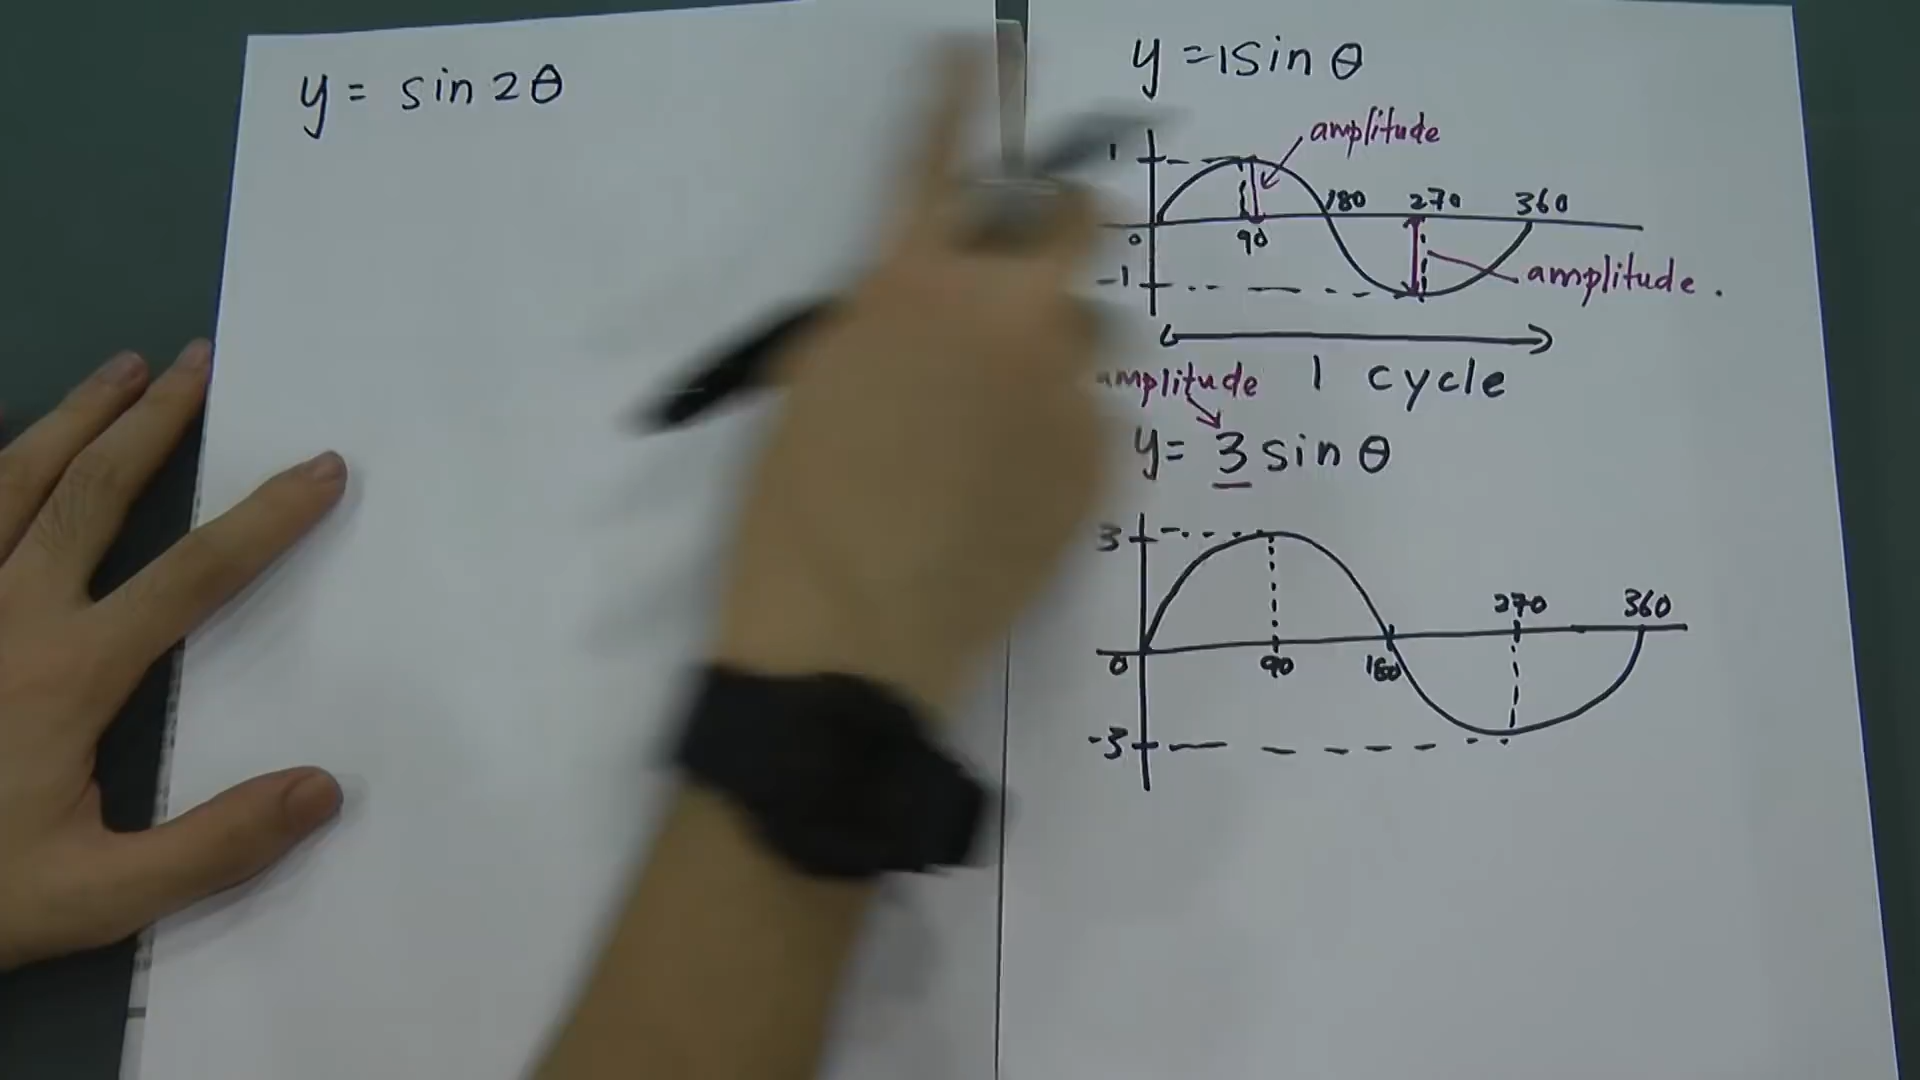 y = sin 2θ
y = 1sin θ
amplitude
1
180 270 360
0 90
-1
amplitude.
1 cycle
amplitude
y = 3 sin θ
3
270 360
0 90 180
-3